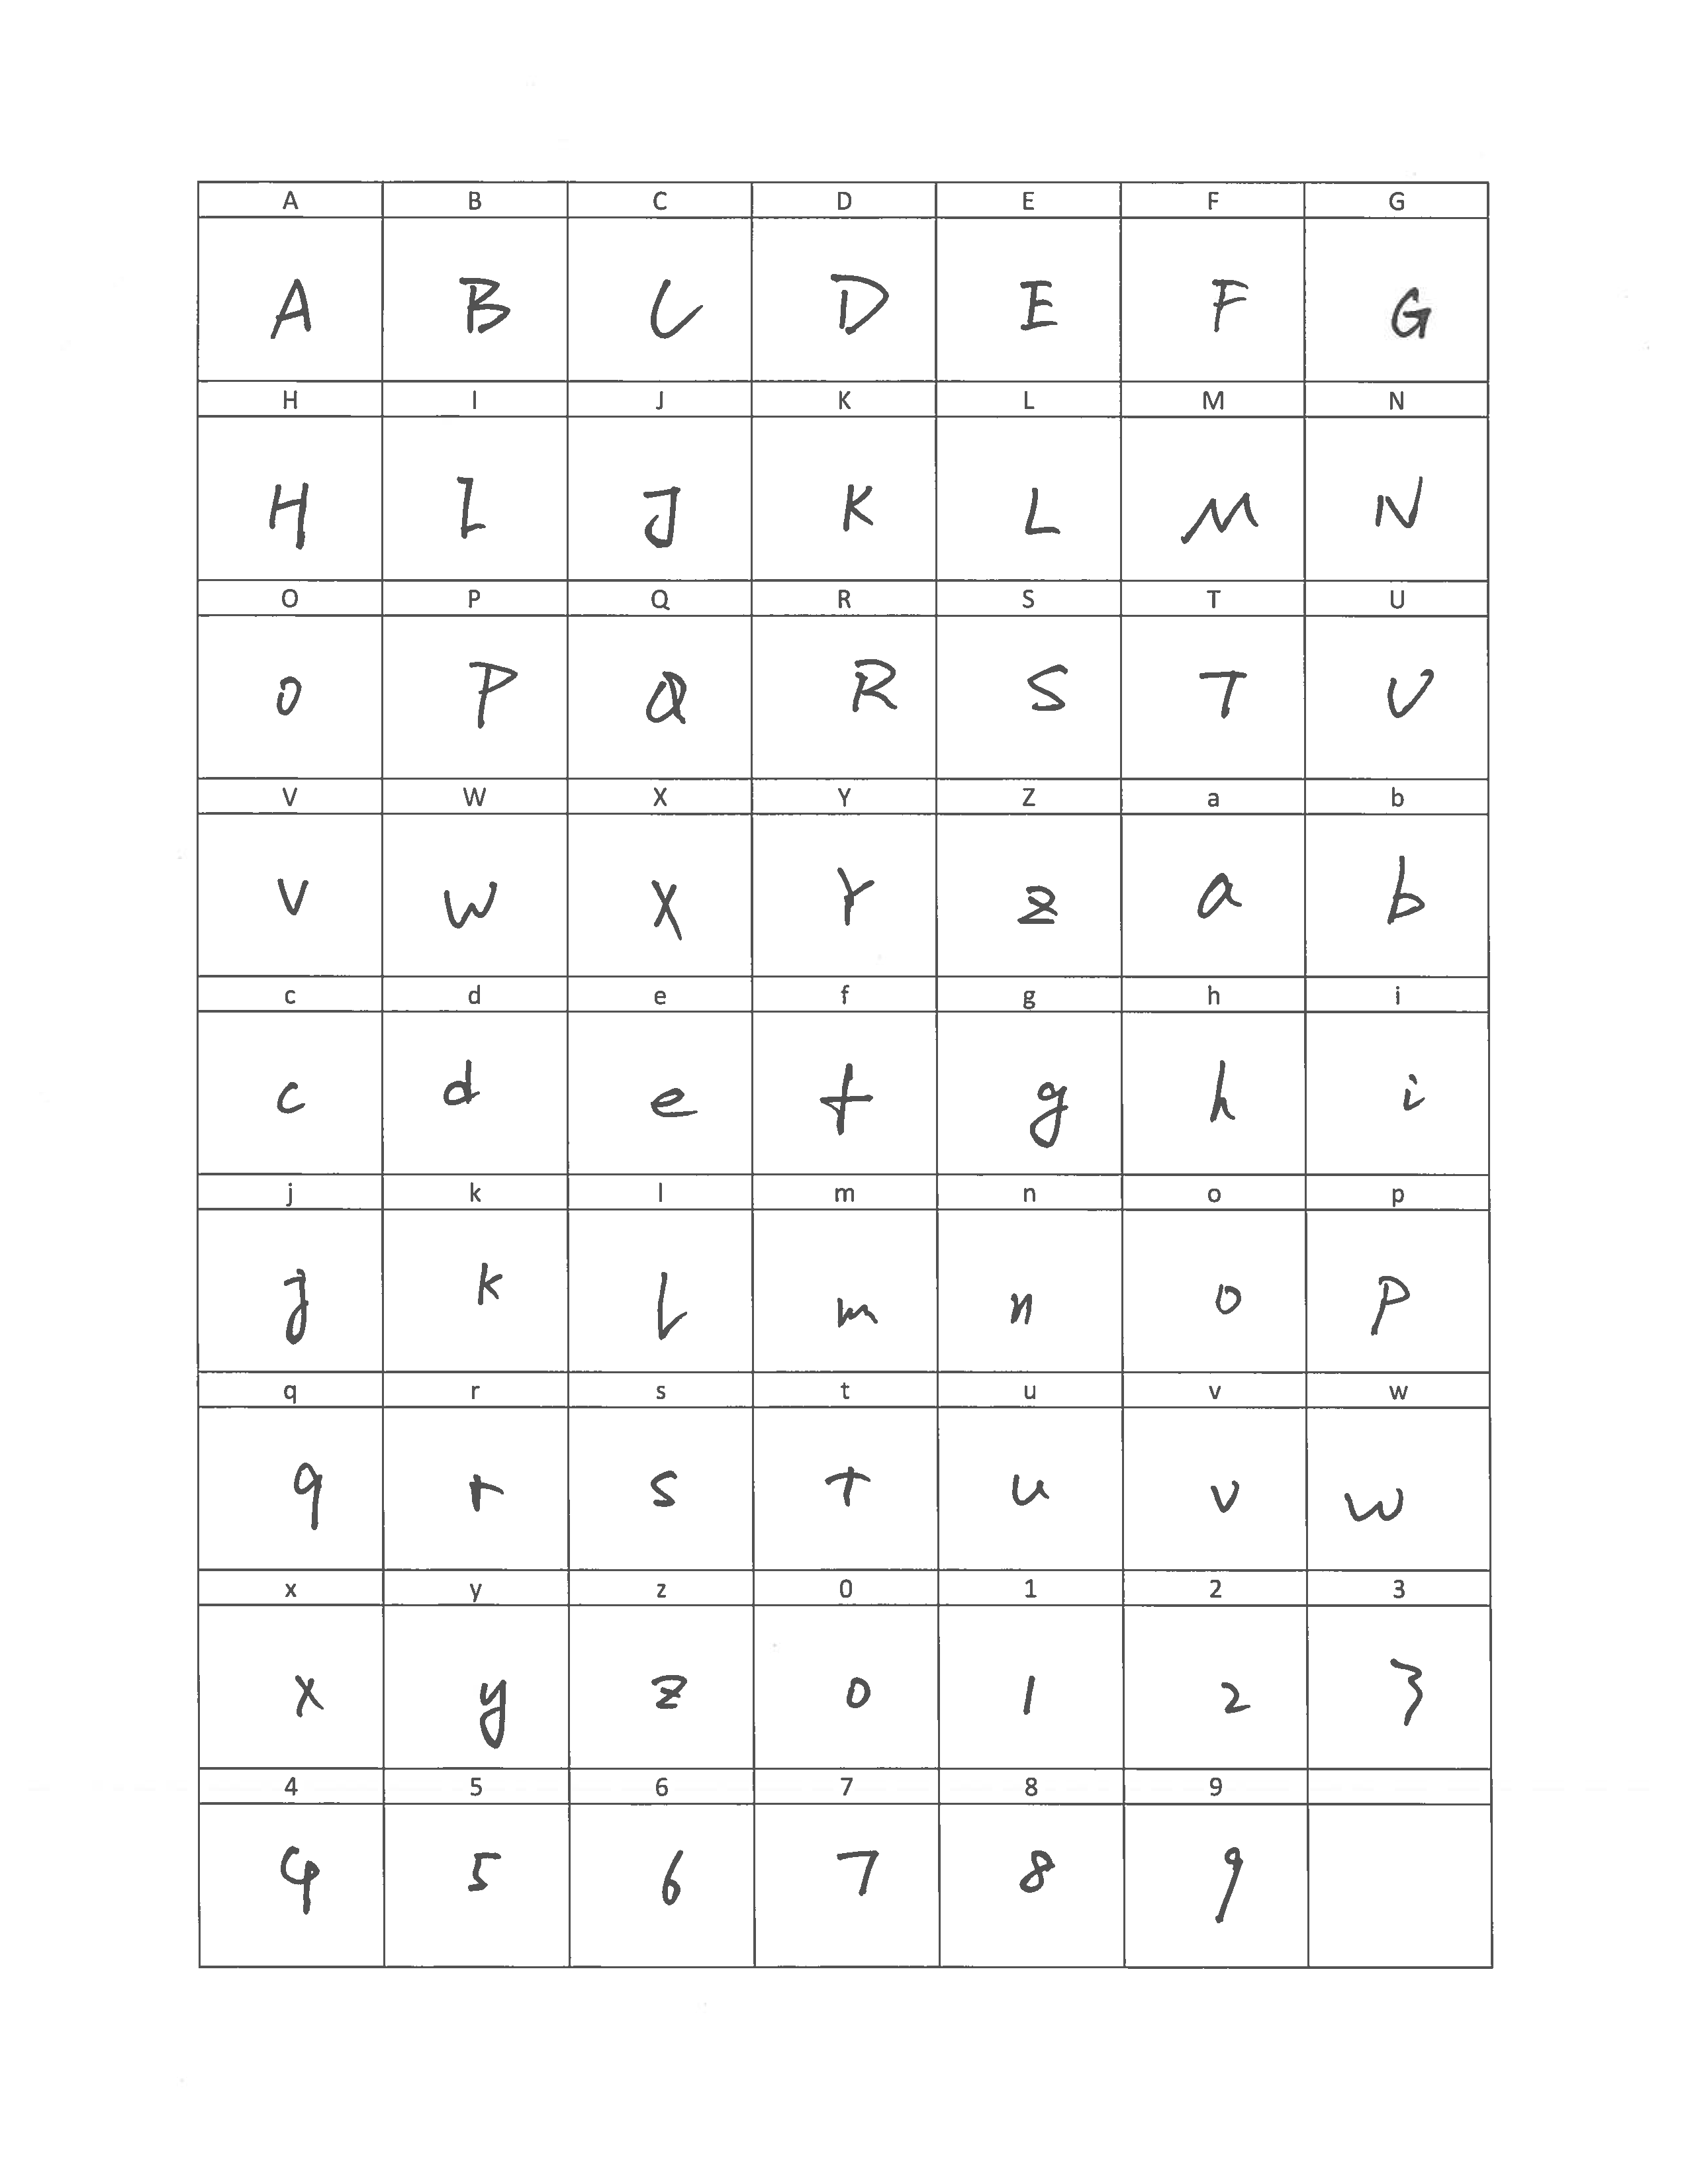 A B C D E F G
A B C D E F G
H I J K L M N
H I J K L M N
O P Q R S T U
O P Q R S T U
V W X Y Z a b
V W X Y Z a b
c d e f g h i
c d e f g h i
j k l m n o p
j k l m n o p
q r s t u v w
q r s t u v w
x y z 0 1 2 3
x y z 0 1 2 3
4 5 6 7 8 9
4 5 6 7 8 9